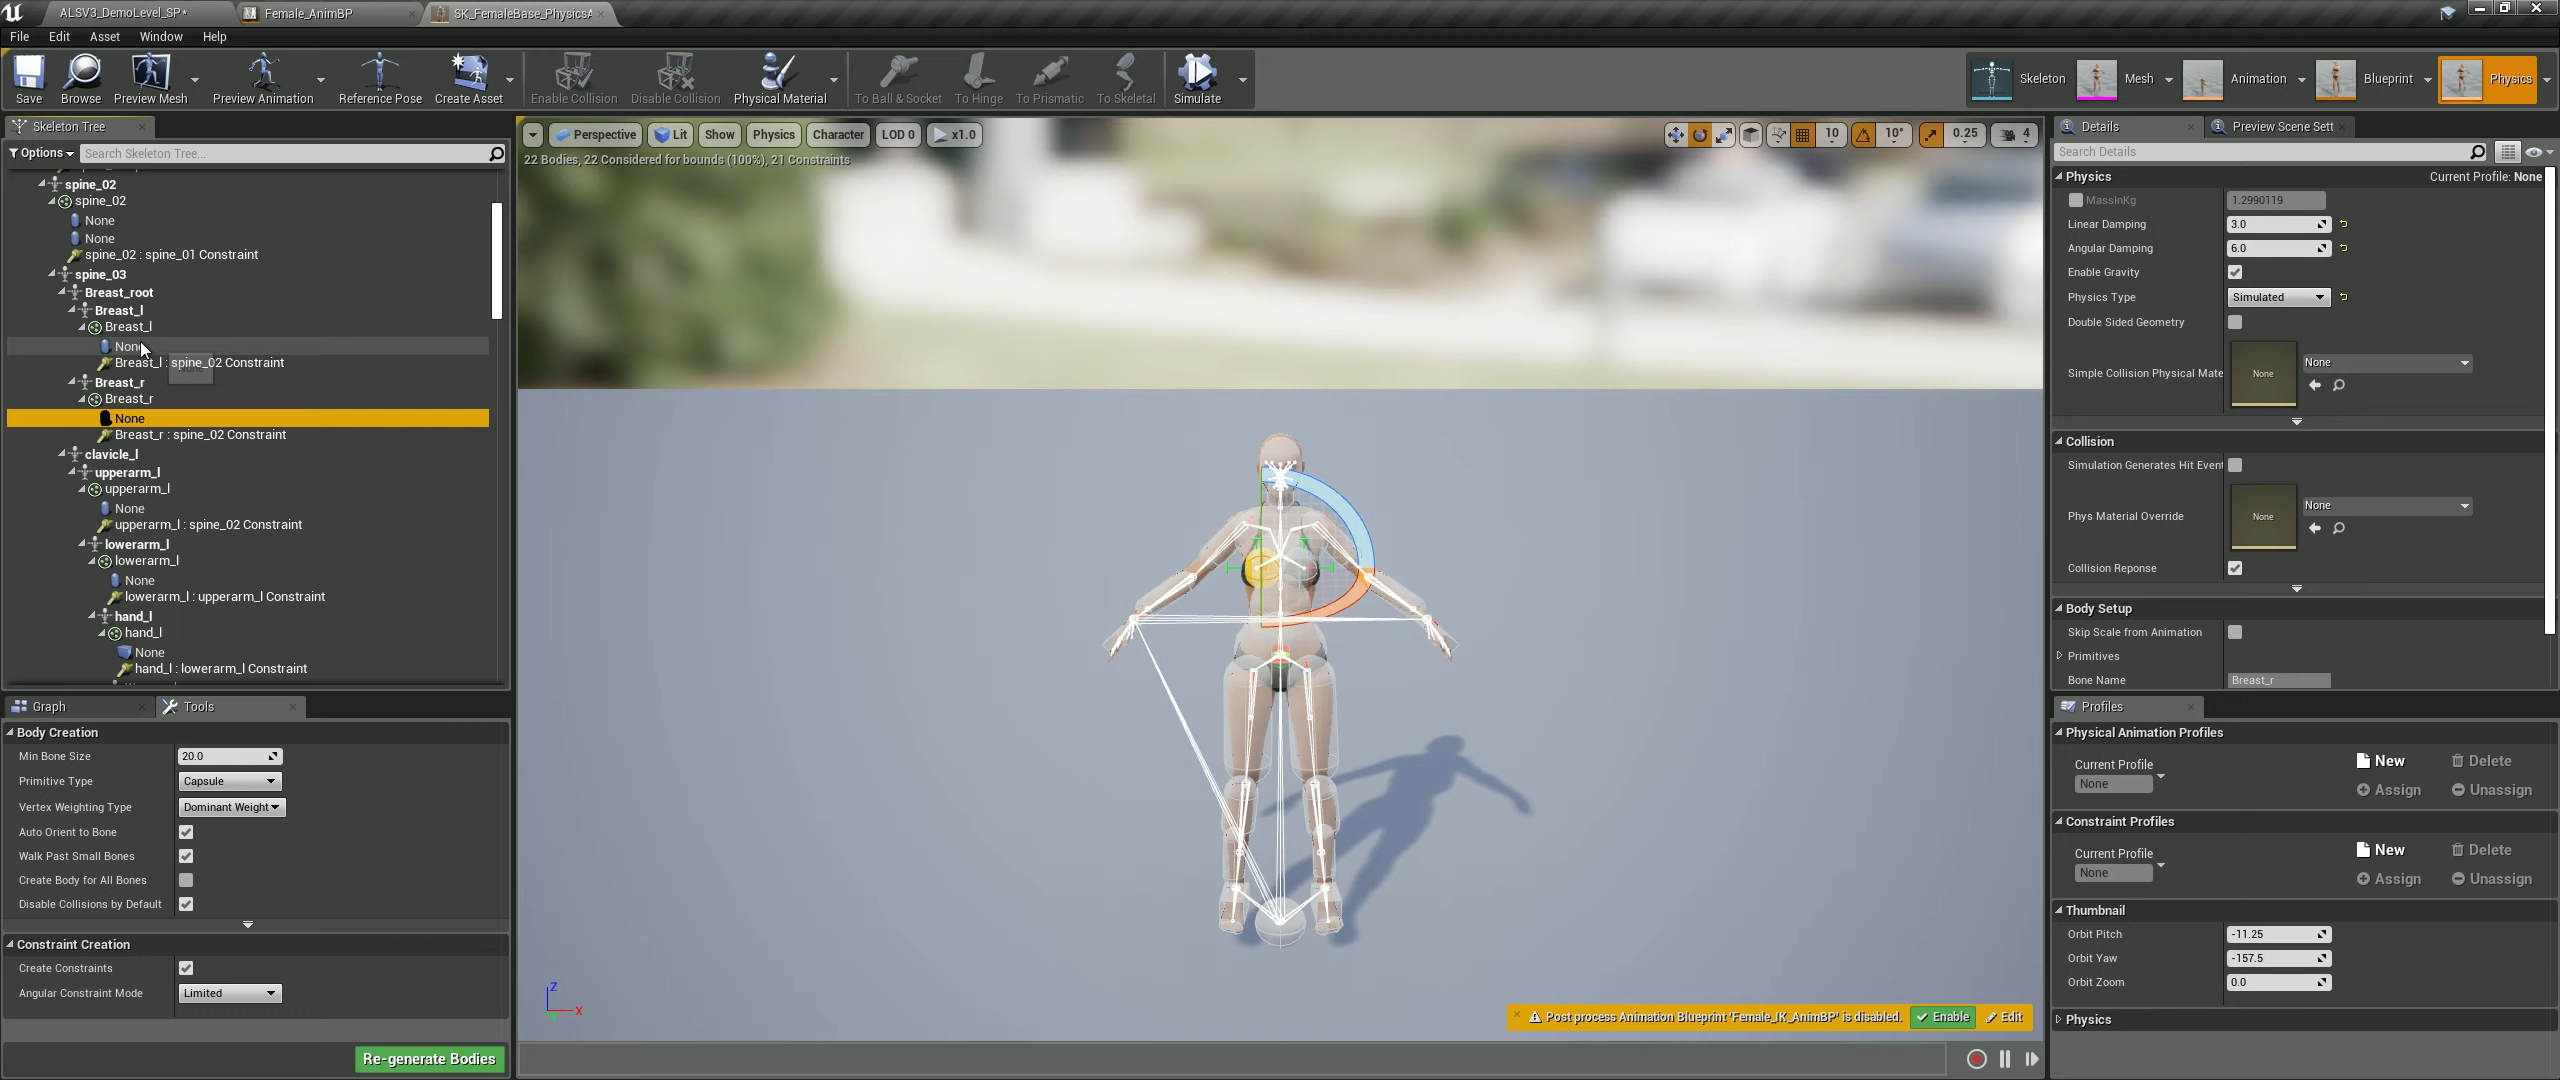 ALSV3_DemoLevel_SP*
Female_AnimBP
SK_FemaleBase_PhysicsA
File Edit Asset Window Help
Save
Browse
Preview Mesh
Preview Animation
Reference Pose
Create Asset
Enable Collision
Disable Collision
Physical Material
To Ball & Socket
To Hinge
To Prismatic
To Skeletal
Simulate
Skeleton
Mesh
Animation
Blueprint
Physics
Skeleton Tree
Options
Search Skeleton Tree...
spine_02
spine_02
None
None
spine_02 : spine_01 Constraint
spine_03
Breast_root
Breast_l
Breast_l
None
Breast_l : spine_02 Constraint
Breast_r
Breast_r
None
Breast_r : spine_02 Constraint
clavicle_l
upperarm_l
upperarm_l
None
upperarm_l : spine_02 Constraint
lowerarm_l
lowerarm_l
None
lowerarm_l : upperarm_l Constraint
hand_l
hand_l
None
hand_l : lowerarm_l Constraint
Graph
Tools
Body Creation
Min Bone Size 20.0
Primitive Type Capsule
Vertex Weighting Type Dominant Weight
Auto Orient to Bone
Walk Past Small Bones
Create Body for All Bones
Disable Collisions by Default
Constraint Creation
Create Constraints
Angular Constraint Mode Limited
Re-generate Bodies
Perspective Lit Show Physics Character LOD 0 x1.0
10 10° 0.25 4
22 Bodies, 22 Considered for bounds (100%), 21 Constraints
Z
X
Post process Animation Blueprint 'Female_IK_AnimBP' is disabled. Enable Edit
Details
Preview Scene Sett
Search Details
Physics Current Profile: None
MassInKg 1.2990119
Linear Damping 3.0
Angular Damping 6.0
Enable Gravity
Physics Type Simulated
Double Sided Geometry
Simple Collision Physical Mate None None
Collision
Simulation Generates Hit Event
Phys Material Override None None
Collision Reponse
Body Setup
Skip Scale from Animation
Primitives
Bone Name Breast_r
Profiles
Physical Animation Profiles
Current Profile
None
New Delete
Assign Unassign
Constraint Profiles
Current Profile
None
New Delete
Assign Unassign
Thumbnail
Orbit Pitch -11.25
Orbit Yaw -157.5
Orbit Zoom 0.0
Physics